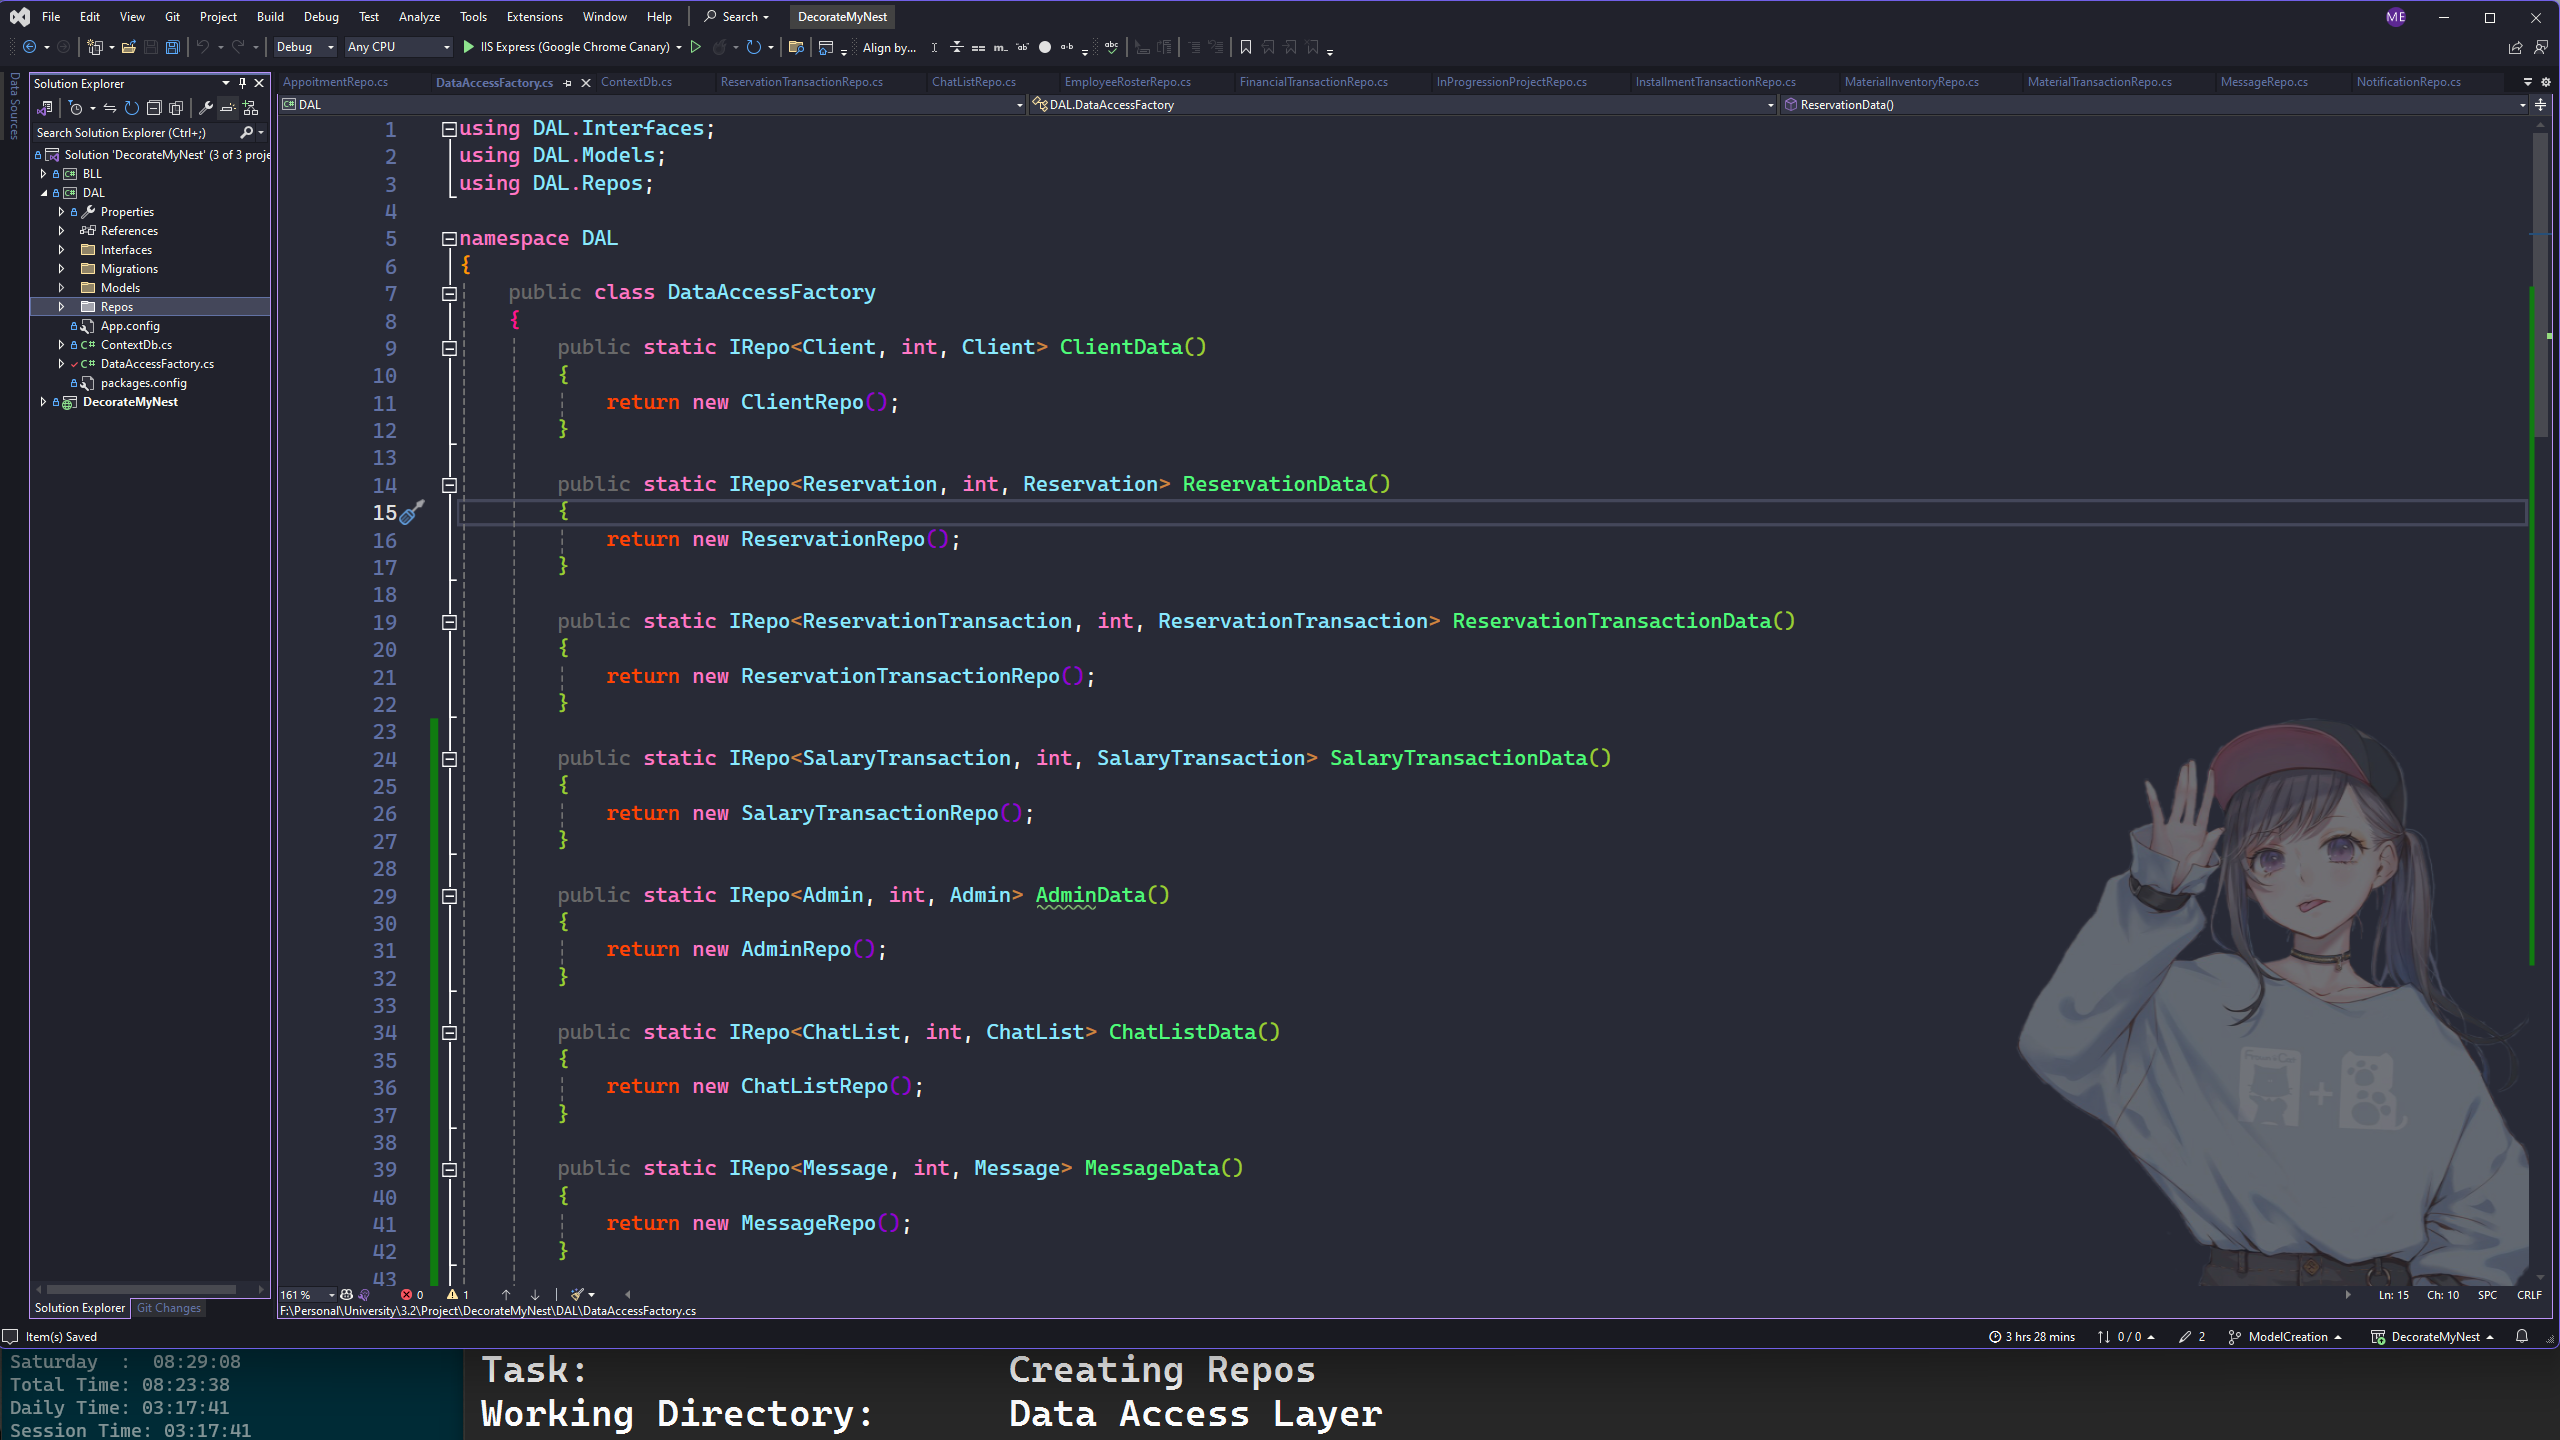 File Edit View Git Project Build Debug Test Analyze Tools Extensions Window Help Search DecorateMyNest ME
Debug Any CPU IIS Express (Google Chrome Canary) Align by...
Data Sources
Solution Explorer
Search Solution Explorer (Ctrl+;)
Solution 'DecorateMyNest' (3 of 3 proje
BLL
DAL
Properties
References
Interfaces
Migrations
Models
Repos
App.config
ContextDb.cs
DataAccessFactory.cs
packages.config
DecorateMyNest
Solution Explorer Git Changes
AppoitmentRepo.cs DataAccessFactory.cs ContextDb.cs ReservationTransactionRepo.cs ChatListRepo.cs EmployeeRosterRepo.cs FinancialTransactionRepo.cs InProgressionProjectRepo.cs InstallmentTransactionRepo.cs MaterialInventoryRepo.cs MaterialTransactionRepo.cs MessageRepo.cs NotificationRepo.cs
DAL DAL.DataAccessFactory ReservationData()
1 using DAL.Interfaces;
2 using DAL.Models;
3 using DAL.Repos;
4
5 namespace DAL
6 {
7 public class DataAccessFactory
8 {
9 public static IRepo<Client, int, Client> ClientData()
10 {
11 return new ClientRepo();
12 }
13
14 public static IRepo<Reservation, int, Reservation> ReservationData()
15 {
16 return new ReservationRepo();
17 }
18
19 public static IRepo<ReservationTransaction, int, ReservationTransaction> ReservationTransactionData()
20 {
21 return new ReservationTransactionRepo();
22 }
23
24 public static IRepo<SalaryTransaction, int, SalaryTransaction> SalaryTransactionData()
25 {
26 return new SalaryTransactionRepo();
27 }
28
29 public static IRepo<Admin, int, Admin> AdminData()
30 {
31 return new AdminRepo();
32 }
33
34 public static IRepo<ChatList, int, ChatList> ChatListData()
35 {
36 return new ChatListRepo();
37 }
38
39 public static IRepo<Message, int, Message> MessageData()
40 {
41 return new MessageRepo();
42 }
43
161 % 0 1 Ln: 15 Ch: 10 SPC CRLF
F:\Personal\University\3.2\Project\DecorateMyNest\DAL\DataAccessFactory.cs
Item(s) Saved 3 hrs 28 mins 0 / 0 2 ModelCreation DecorateMyNest
Saturday : 08:29:08
Total Time: 08:23:38
Daily Time: 03:17:41
Session Time: 03:17:41
Task: Creating Repos
Working Directory: Data Access Layer